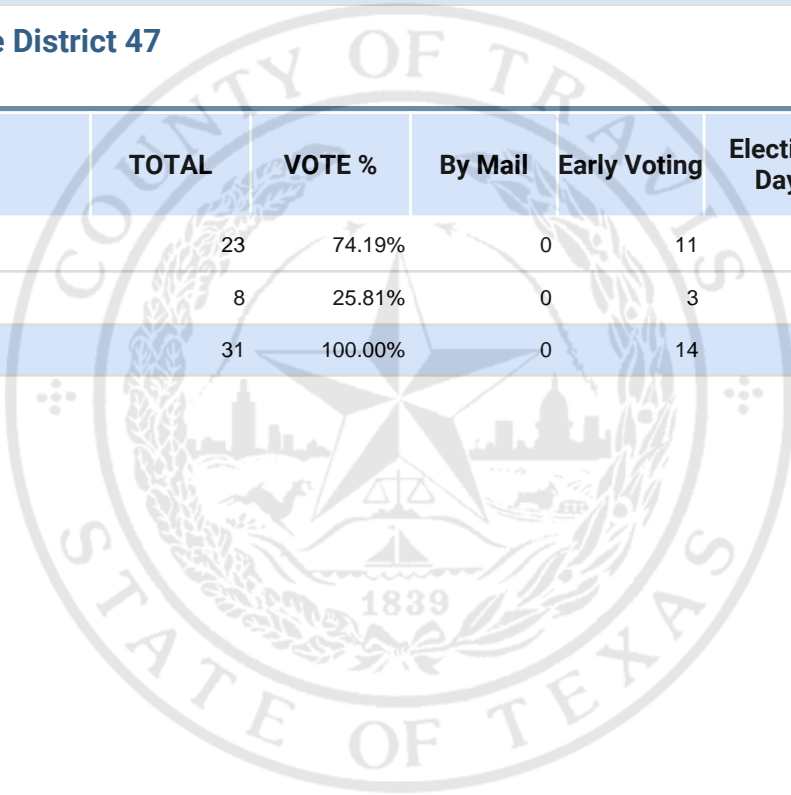 e District 47
TOTAL VOTE % By Mail Early Voting Electi
Day
23 74.19% 0 11
8 25.81% 0 3
31 100.00% 0 14
COUNTY OF TRAVIS
1839
STATE OF TEXAS